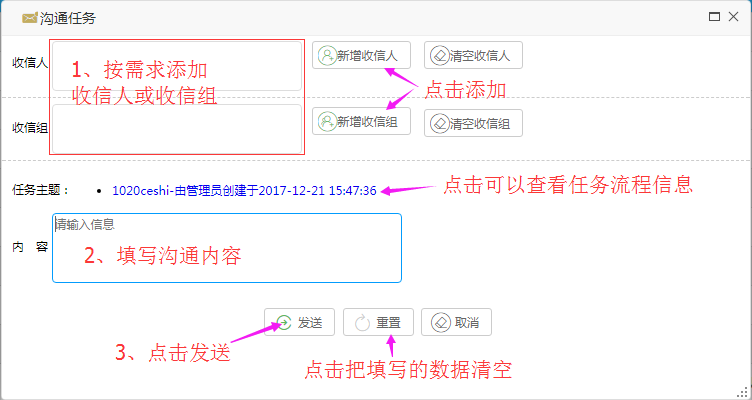 沟通任务
收信人
1、按需求添加
收信人或收信组
新增收信人
清空收信人
点击添加
收信组
新增收信组
清空收信组
任务主题：
1020ceshi-由管理员创建于2017-12-21 15:47:36
点击可以查看任务流程信息
内 容
请输入信息
2、填写沟通内容
发送
重置
取消
3、点击发送
点击把填写的数据清空